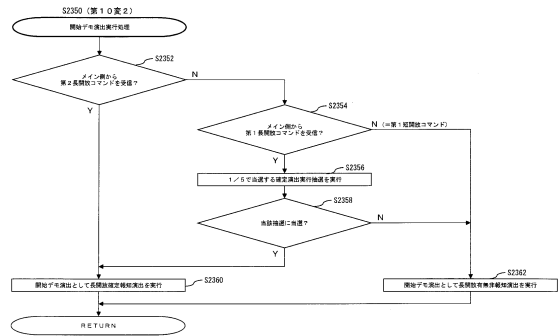 S2350(第10変2)
開始デモ演出実行処理
S2352
メイン側から
第2長開放コマンドを受信?
N
Y
S2354
メイン側から
第1長開放コマンドを受信?
N (=第1短開放コマンド)
Y
S2356
1/5で当選する確定演出実行抽選を実行
S2358
当該抽選に当選?
N
Y
S2360
開始デモ演出として長開放確定報知演出を実行
S2362
開始デモ演出として長開放有無非報知演出を実行
RETURN